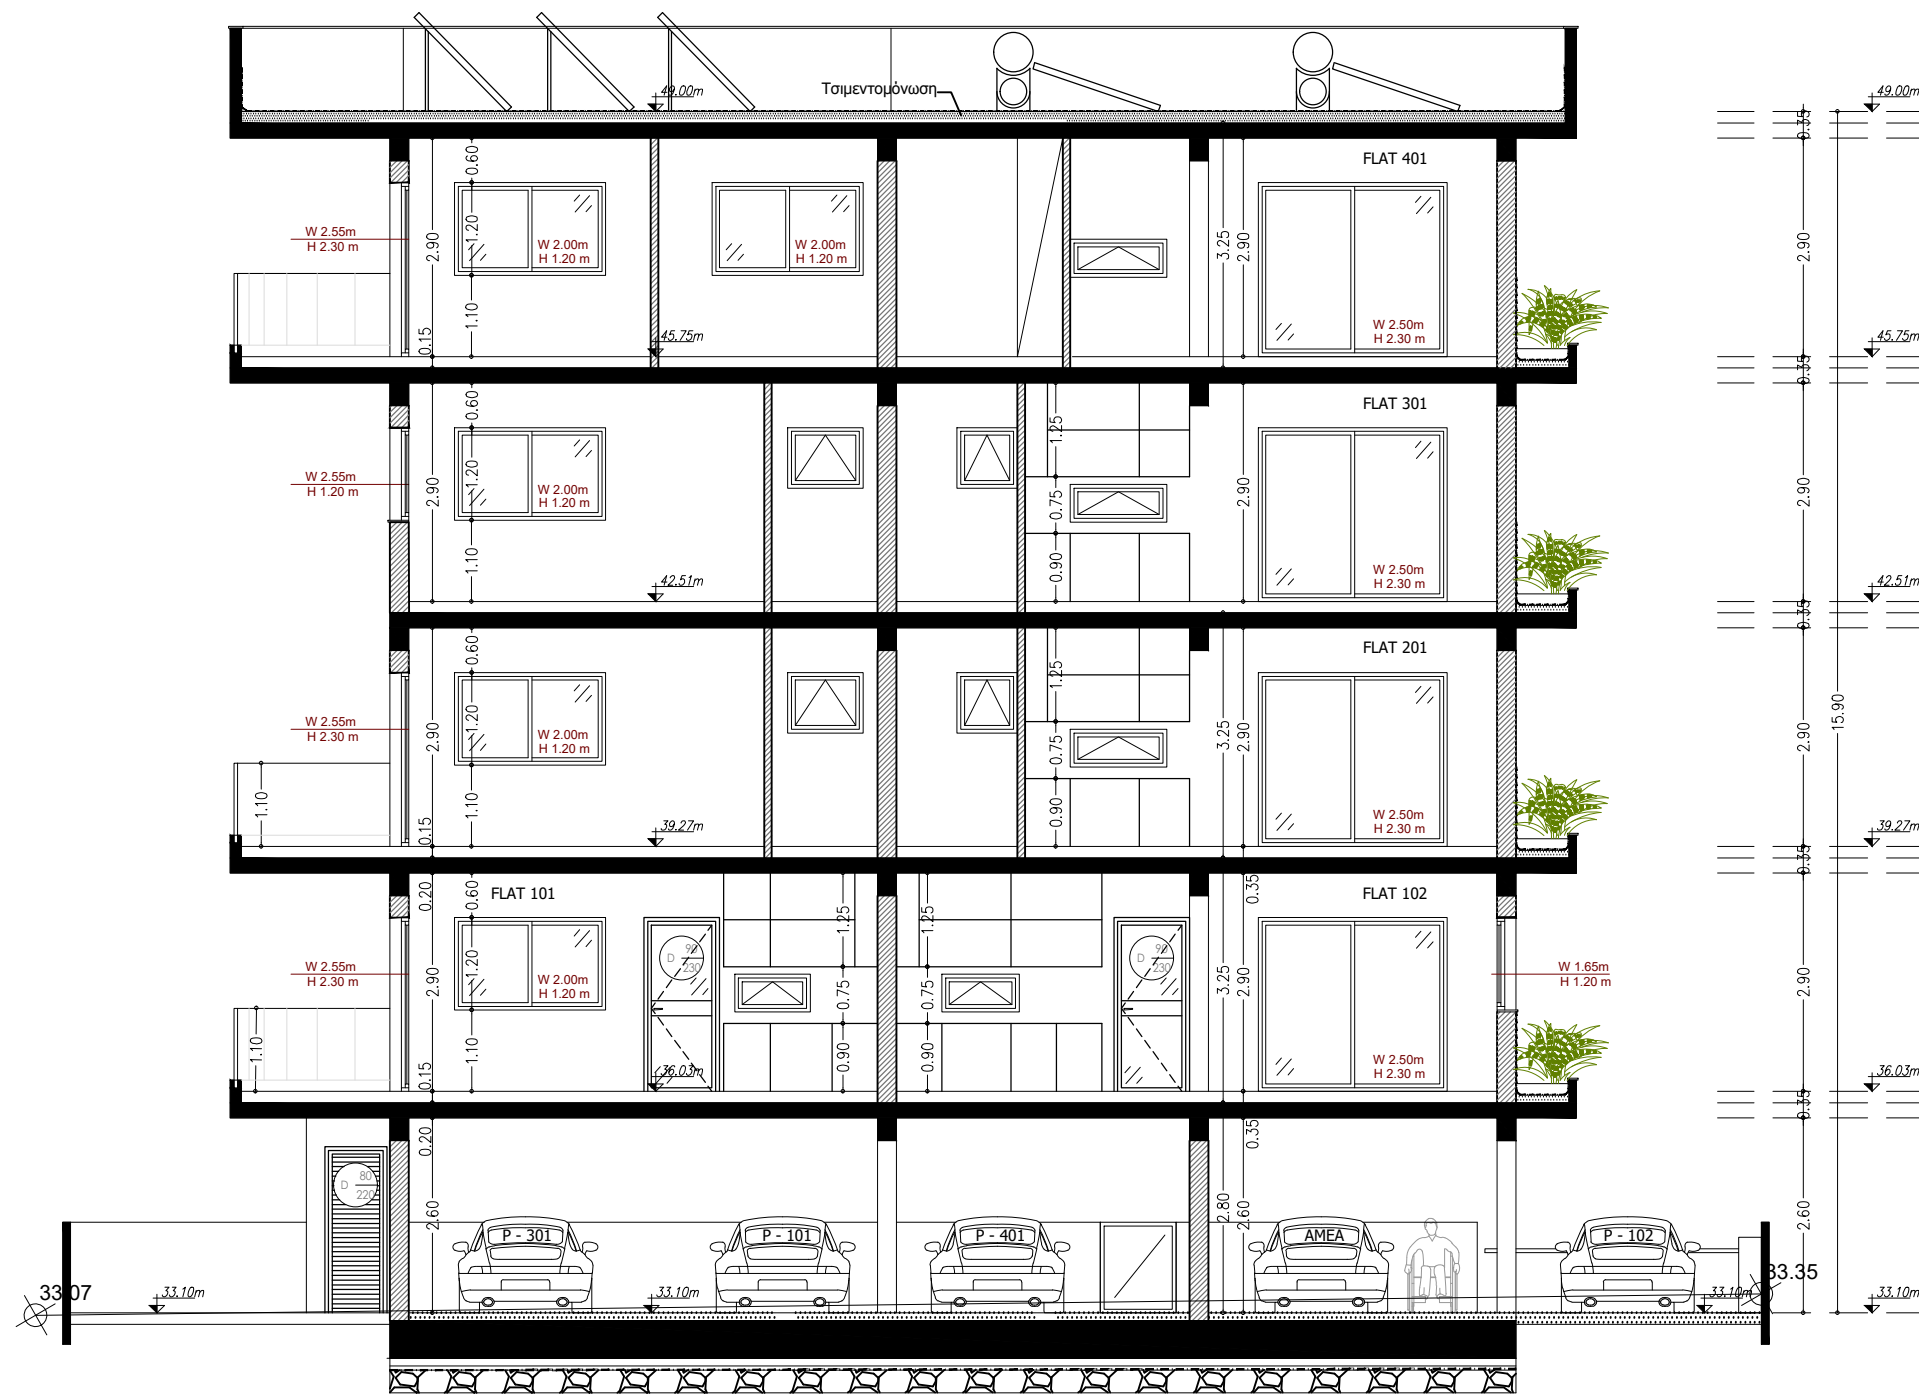 49.00m
Τσιμεντομόνωση
49.00m
0.35
0.60
FLAT 401
W 2.55m
H 2.30 m
2.90
1.20
W 2.00m
H 1.20 m
W 2.00m
H 1.20 m
3.25
2.90
2.90
1.10
0.15
45.75m
W 2.50m
H 2.30 m
45.75m
0.35
0.60
FLAT 301
1.25
W 2.55m
H 1.20 m
2.90
1.20
W 2.00m
H 1.20 m
0.75
2.90
2.90
1.10
42.51m
0.90
W 2.50m
H 2.30 m
42.51m
0.35
0.60
FLAT 201
1.25
15.90
W 2.55m
H 2.30 m
2.90
1.20
W 2.00m
H 1.20 m
0.75
3.25
2.90
2.90
1.10
1.10
0.15
39.27m
0.90
W 2.50m
H 2.30 m
39.27m
0.35
0.20
0.60
FLAT 101
1.25
1.25
0.35
FLAT 102
W 2.55m
H 2.30 m
2.90
1.20
W 2.00m
H 1.20 m
D 90
230
0.75
0.75
D 90
230
3.25
2.90
W 1.65m
H 1.20 m
2.90
1.10
1.10
0.15
36.03m
0.90
0.90
W 2.50m
H 2.30 m
36.03m
0.35
0.20
0.35
D 80
220
2.60
2.80
2.60
2.60
P - 301
P - 101
P - 401
AMEA
P - 102
33.07
33.10m
33.10m
33.10m
33.35
33.10m